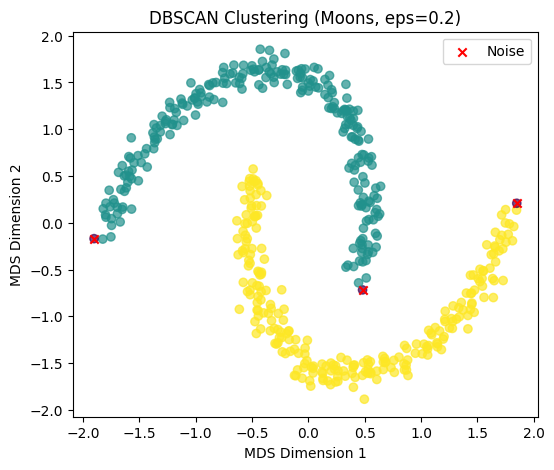 DBSCAN Clustering (Moons, eps=0.2)
Noise
2.0
1.5
1.0
0.5
0.0
−0.5
−1.0
−1.5
−2.0
MDS Dimension 2
−2.0 −1.5 −1.0 −0.5 0.0 0.5 1.0 1.5 2.0
MDS Dimension 1